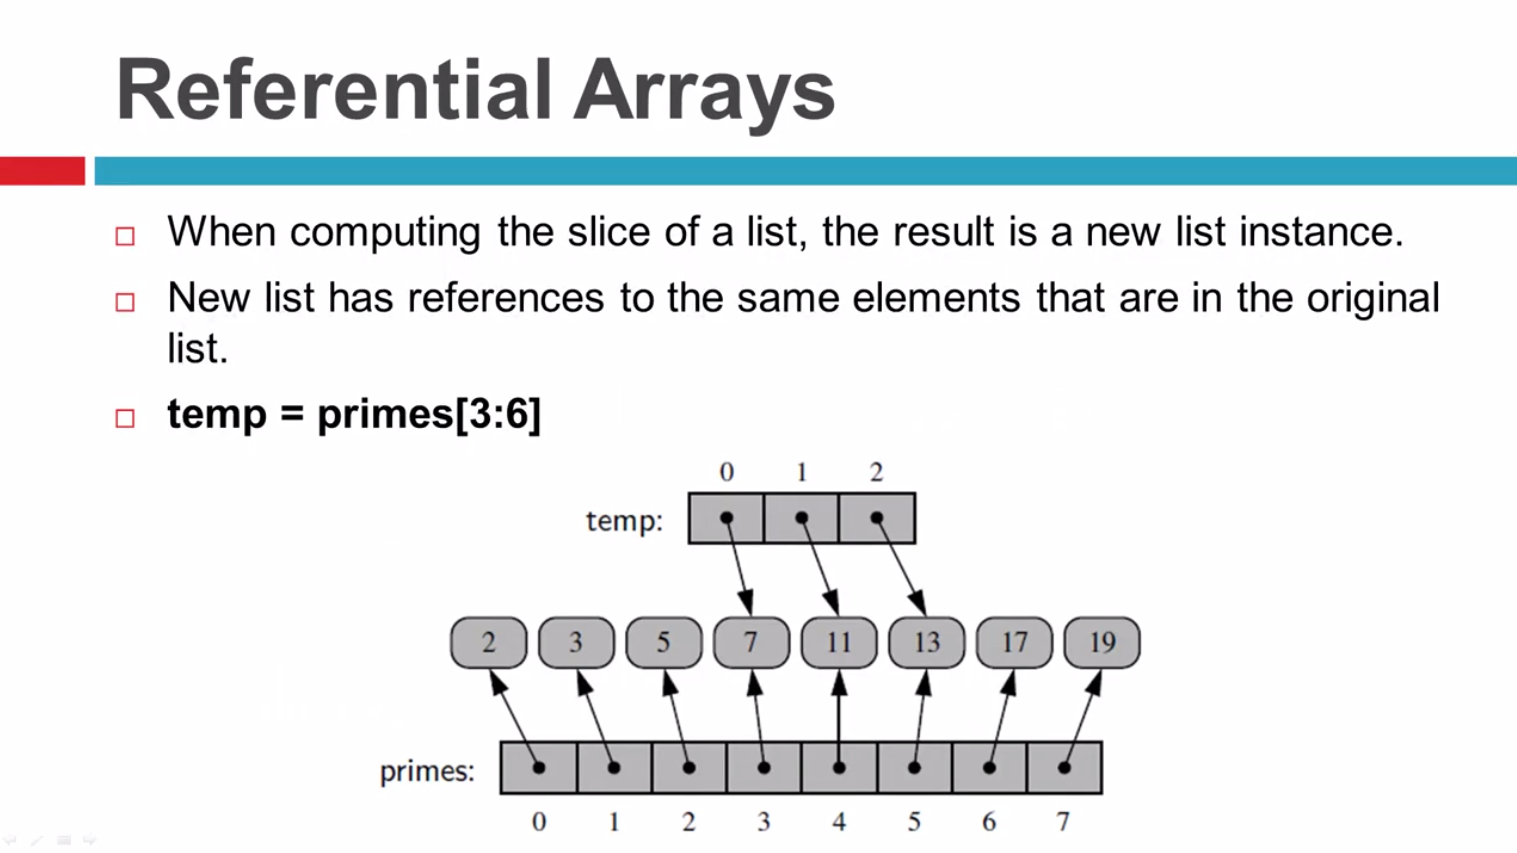 Referential Arrays
When computing the slice of a list, the result is a new list instance.
New list has references to the same elements that are in the original
list.
temp = primes[3:6]
0 1 2
temp:
2 3 5 7 11 13 17 19
primes:
0 1 2 3 4 5 6 7